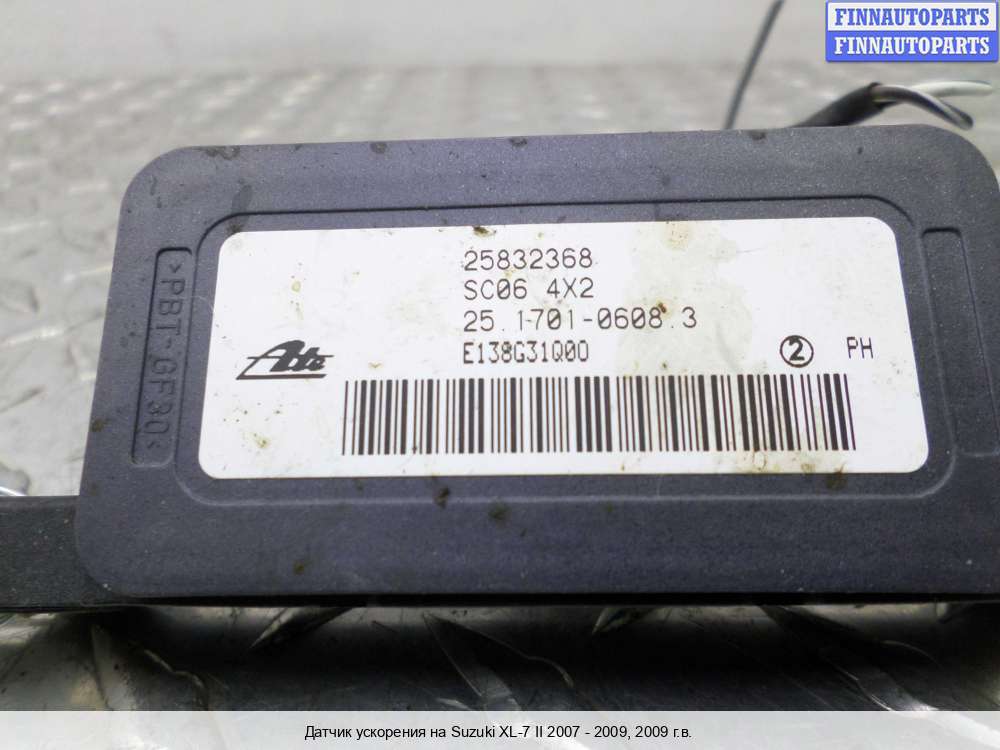 FINNAUTOPARTS
FINNAUTOPARTS
25832368
SC06 4X2
25.1701-0608.3
E138G31Q00
Ate
2 PH
>PBT-GF30<
Датчик ускорения на Suzuki XL-7 II 2007 - 2009, 2009 г.в.